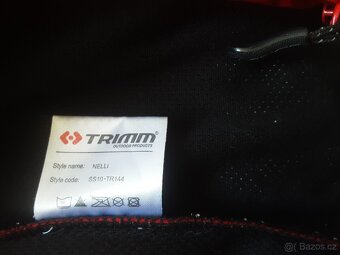 TRIMM
OUTDOOR PRODUCTS
Style name: NELLI
Style code: SS10-TR144
bazos.cz